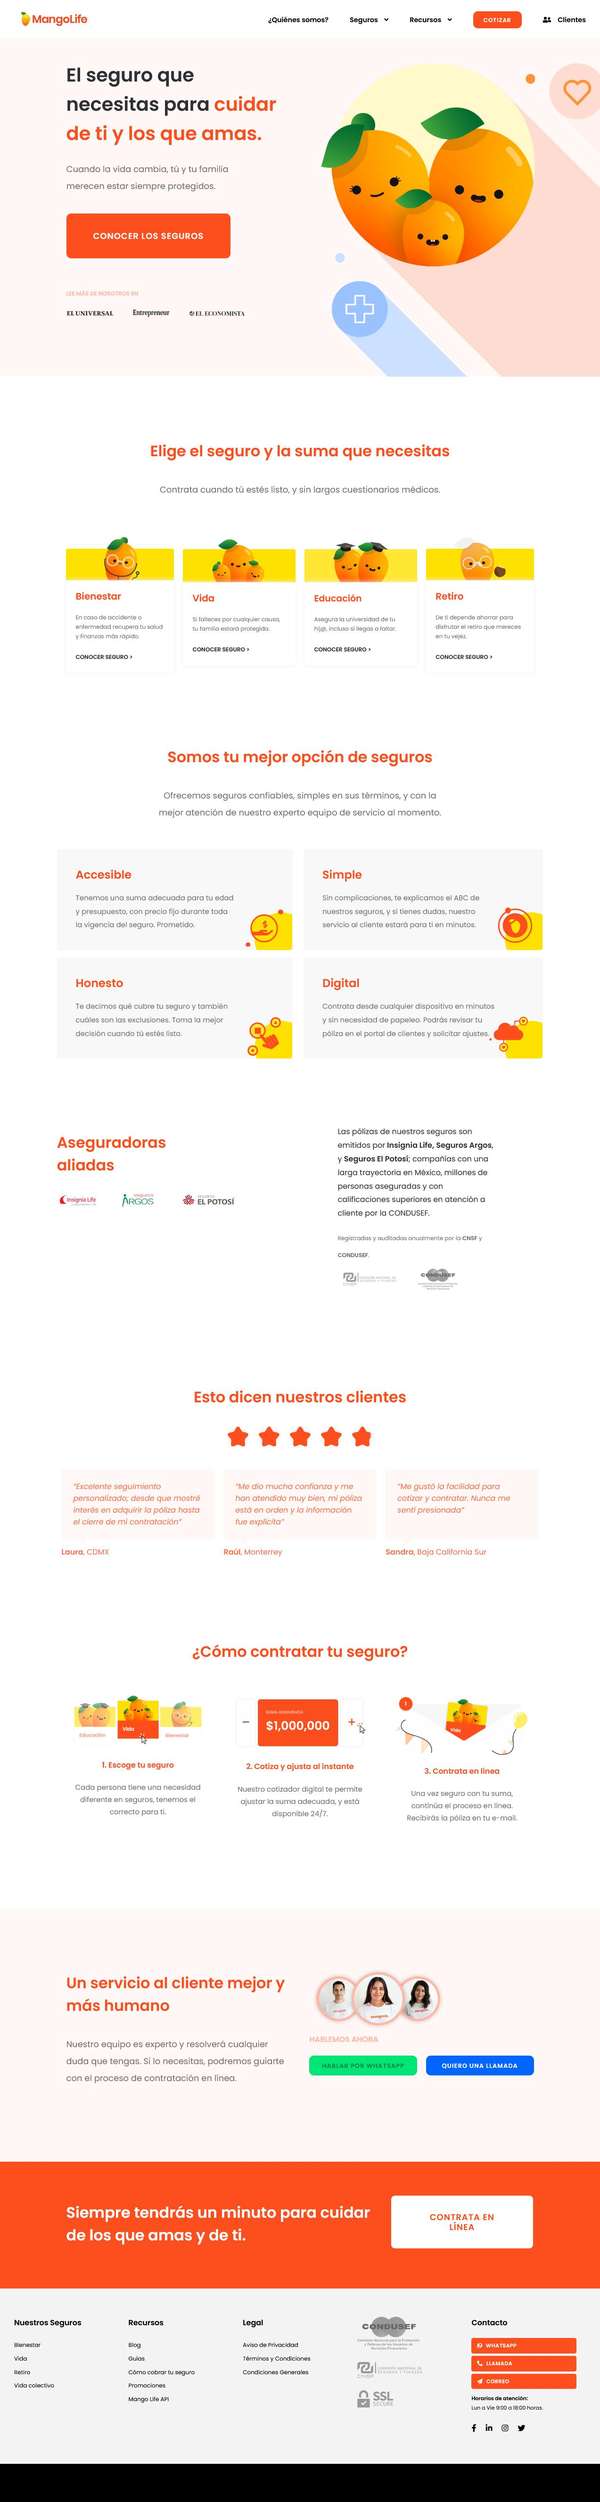 MangoLife
¿Quiénes somos? Seguros Recursos COTIZAR Clientes
El seguro que
necesitas para cuidar
de ti y los que amas.
Cuando la vida cambia, tú y tu familia
merecen estar siempre protegidos.
CONOCER LOS SEGUROS
LEE MÁS DE NOSOTROS EN
EL UNIVERSAL Entrepreneur EL ECONOMISTA
Elige el seguro y la suma que necesitas
Contrata cuando tú estés listo, y sin largos cuestionarios médicos.
Bienestar
En caso de accidente o
enfermedad recupera tu salud
y finanzas más rápido.
CONOCER SEGURO >
Vida
Si falleces por cualquier causa,
tu familia estará protegida.
CONOCER SEGURO >
Educación
Asegura la universidad de tu
hij@, incluso si llegas a faltar.
CONOCER SEGURO >
Retiro
De ti depende ahorrar para
disfrutar el retiro que mereces
en tu vejez.
CONOCER SEGURO >
Somos tu mejor opción de seguros
Ofrecemos seguros confiables, simples en sus términos, y con la
mejor atención de nuestro experto equipo de servicio al momento.
Accesible
Tenemos una suma adecuada para tu edad
y presupuesto, con precio fijo durante toda
la vigencia del seguro. Prometido.
Simple
Sin complicaciones, te explicamos el ABC de
nuestros seguros, y si tienes dudas, nuestro
servicio al cliente estará para ti en minutos.
Honesto
Te decimos qué cubre tu seguro y también
cuáles son las exclusiones. Toma la mejor
decisión cuando tú estés listo.
Digital
Contrata desde cualquier dispositivo en minutos
y sin necesidad de papeleo. Podrás revisar tu
póliza en el portal de clientes y solicitar ajustes.
Aseguradoras
aliadas
Insignia Life
seguros
ARGOS
EL POTOSÍ
Las pólizas de nuestros seguros son
emitidos por Insignia Life, Seguros Argos,
y Seguros El Potosí; compañías con una
larga trayectoria en México, millones de
personas aseguradas y con
calificaciones superiores en atención a
cliente por la CONDUSEF.
Registradas y auditadas anualmente por la CNSF y
CONDUSEF.
CONDUSEF
Esto dicen nuestros clientes
"Excelente seguimiento
personalizado; desde que mostré
interés en adquirir la póliza hasta
el cierre de mi contratación"
Laura, CDMX
"Me dio mucha confianza y me
han atendido muy bien, mi póliza
está en orden y la información
fue explícita"
Raúl, Monterrey
"Me gustó la facilidad para
cotizar y contratar. Nunca me
sentí presionada"
Sandra, Baja California Sur
¿Cómo contratar tu seguro?
Educación
Vida
Bienestar
1. Escoge tu seguro
Cada persona tiene una necesidad
diferente en seguros, tenemos el
correcto para ti.
SUMA ASEGURADA
− $1,000,000 +
2. Cotiza y ajusta al instante
Nuestro cotizador digital te permite
ajustar la suma adecuada, y está
disponible 24/7.
Vida
3. Contrata en línea
Una vez seguro con tu suma,
continúa el proceso en línea.
Recibirás la póliza en tu e-mail.
Un servicio al cliente mejor y
más humano
Nuestro equipo es experto y resolverá cualquier
duda que tengas. Si lo necesitas, podremos guiarte
con el proceso de contratación en línea.
HABLEMOS AHORA
HABLAR POR WHATSAPP
QUIERO UNA LLAMADA
Siempre tendrás un minuto para cuidar
de los que amas y de ti.
CONTRATA EN
LÍNEA
Nuestros Seguros
Bienestar
Vida
Retiro
Vida colectivo
Recursos
Blog
Guías
Cómo cobrar tu seguro
Promociones
Mango Life API
Legal
Aviso de Privacidad
Términos y Condiciones
Condiciones Generales
CONDUSEF
SSL
SECURE
Contacto
WHATSAPP
LLAMADA
CORREO
Horarios de atención:
Lun a Vie 9:00 a 18:00 horas.